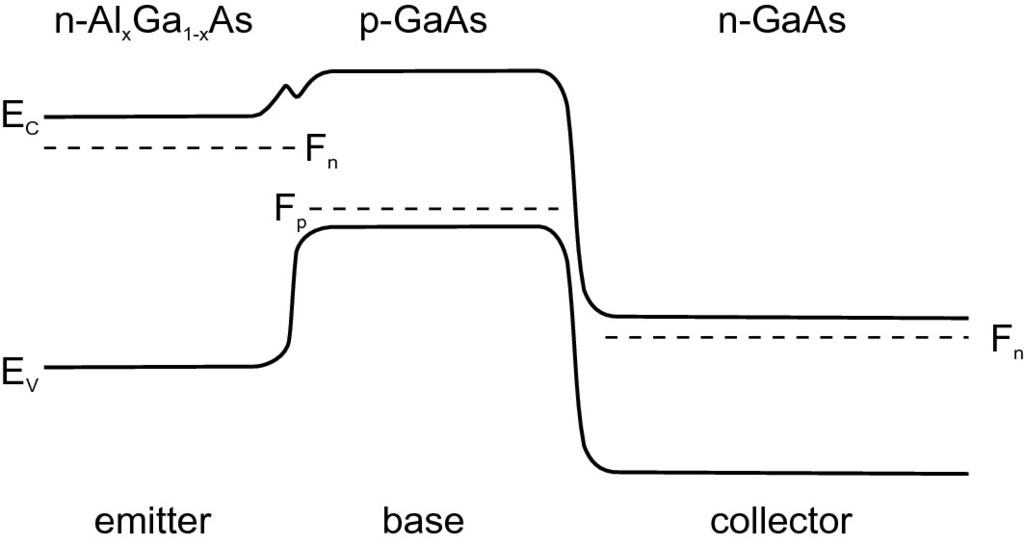 n-AlxGa1-xAs p-GaAs n-GaAs
EC
Fn
Fp
Fn
EV
emitter base collector